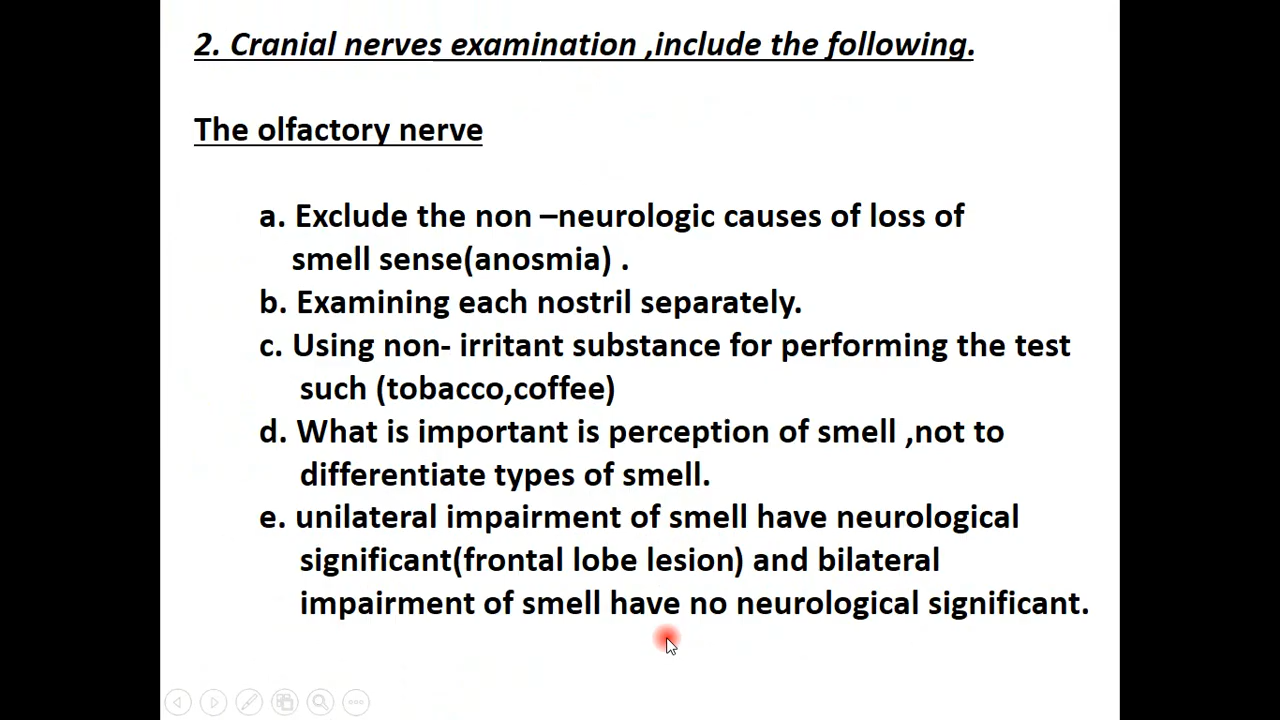 2. Cranial nerves examination ,include the following.
The olfactory nerve
a. Exclude the non –neurologic causes of loss of
smell sense(anosmia) .
b. Examining each nostril separately.
c. Using non- irritant substance for performing the test
such (tobacco,coffee)
d. What is important is perception of smell ,not to
differentiate types of smell.
e. unilateral impairment of smell have neurological
significant(frontal lobe lesion) and bilateral
impairment of smell have no neurological significant.